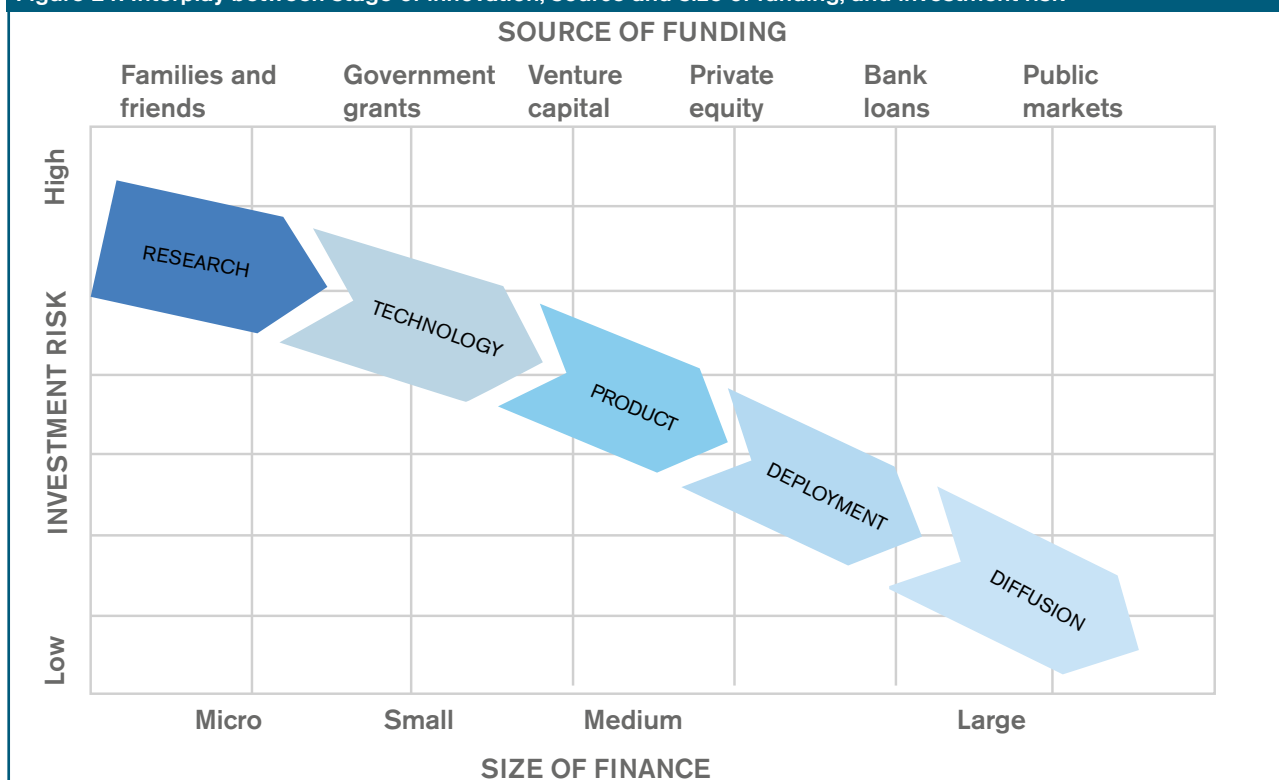 SOURCE OF FUNDING
Families and
friends
Government
grants
Venture
capital
Private
equity
Bank
loans
Public
markets
High
INVESTMENT RISK
Low
RESEARCH
TECHNOLOGY
PRODUCT
DEPLOYMENT
DIFFUSION
Micro
Small
Medium
Large
SIZE OF FINANCE